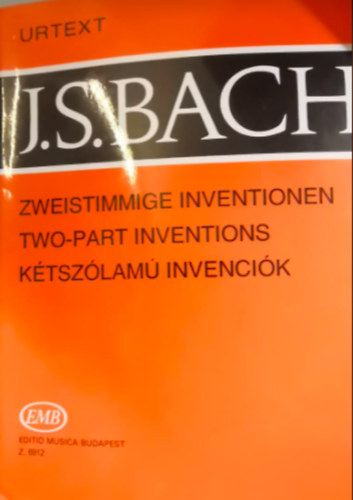 URTEXT
J.S.BACH
ZWEISTIMMIGE INVENTIONEN
TWO-PART INVENTIONS
KÉTSZÓLAMÚ INVENCIÓK
EMB
EDITIO MUSICA BUDAPEST
Z.